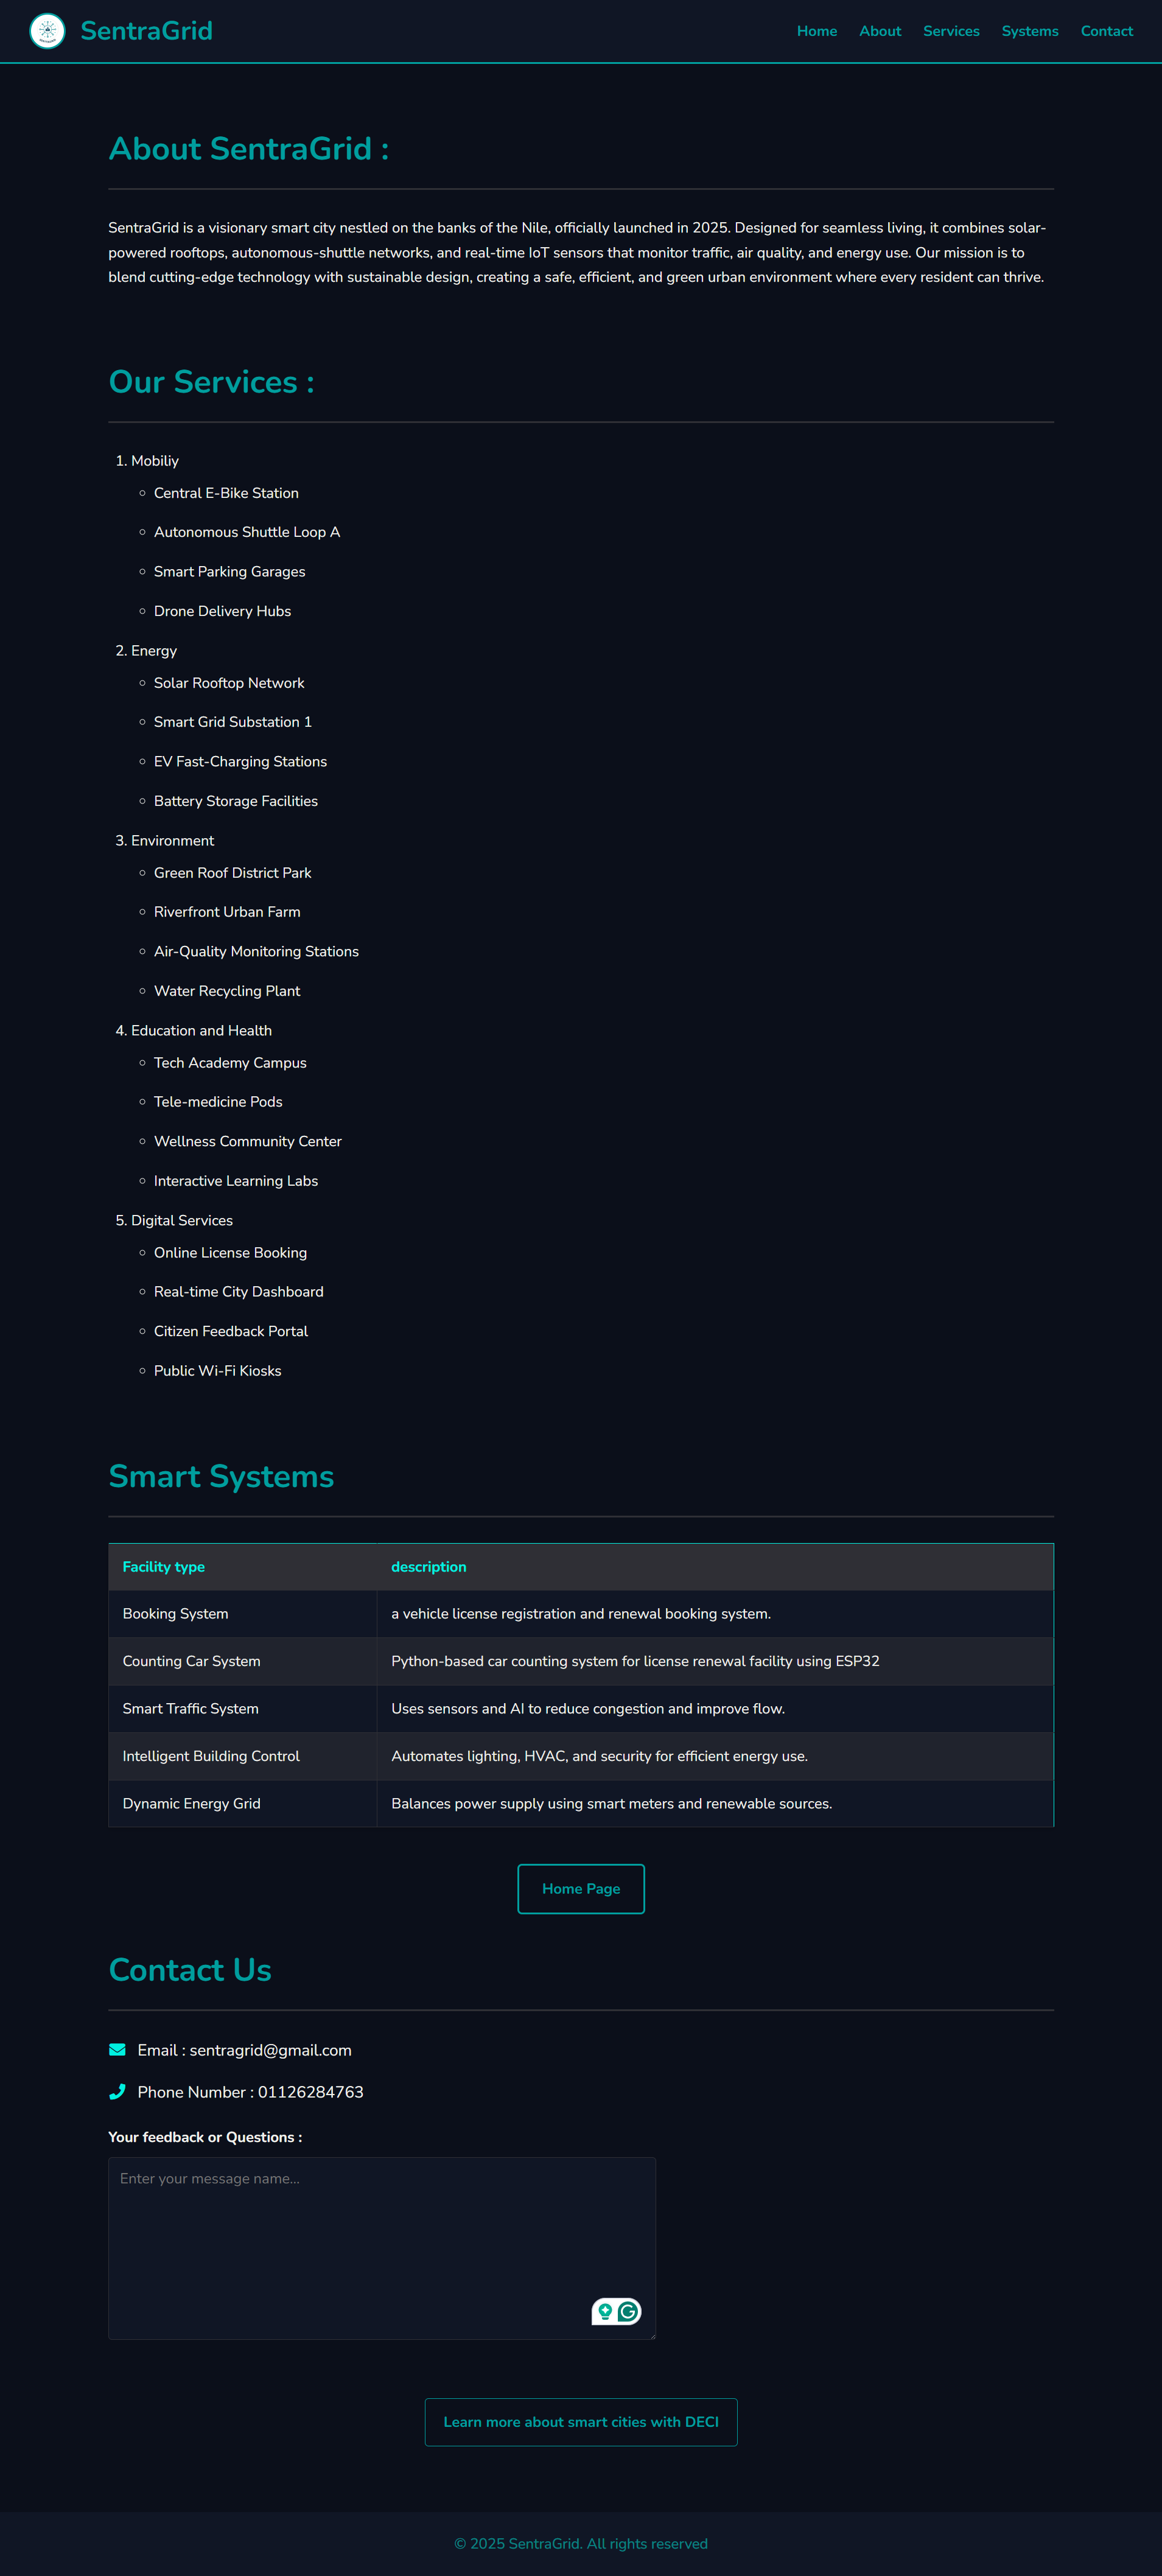 SentraGrid
Home About Services Systems Contact
About SentraGrid :
SentraGrid is a visionary smart city nestled on the banks of the Nile, officially launched in 2025. Designed for seamless living, it combines solar-
powered rooftops, autonomous-shuttle networks, and real-time IoT sensors that monitor traffic, air quality, and energy use. Our mission is to
blend cutting-edge technology with sustainable design, creating a safe, efficient, and green urban environment where every resident can thrive.
Our Services :
1. Mobiliy
Central E-Bike Station
Autonomous Shuttle Loop A
Smart Parking Garages
Drone Delivery Hubs
2. Energy
Solar Rooftop Network
Smart Grid Substation 1
EV Fast-Charging Stations
Battery Storage Facilities
3. Environment
Green Roof District Park
Riverfront Urban Farm
Air-Quality Monitoring Stations
Water Recycling Plant
4. Education and Health
Tech Academy Campus
Tele-medicine Pods
Wellness Community Center
Interactive Learning Labs
5. Digital Services
Online License Booking
Real-time City Dashboard
Citizen Feedback Portal
Public Wi-Fi Kiosks
Smart Systems
Facility type description
Booking System a vehicle license registration and renewal booking system.
Counting Car System Python-based car counting system for license renewal facility using ESP32
Smart Traffic System Uses sensors and AI to reduce congestion and improve flow.
Intelligent Building Control Automates lighting, HVAC, and security for efficient energy use.
Dynamic Energy Grid Balances power supply using smart meters and renewable sources.
Home Page
Contact Us
Email : sentragrid@gmail.com
Phone Number : 01126284763
Your feedback or Questions :
Enter your message name...
Learn more about smart cities with DECI
© 2025 SentraGrid. All rights reserved